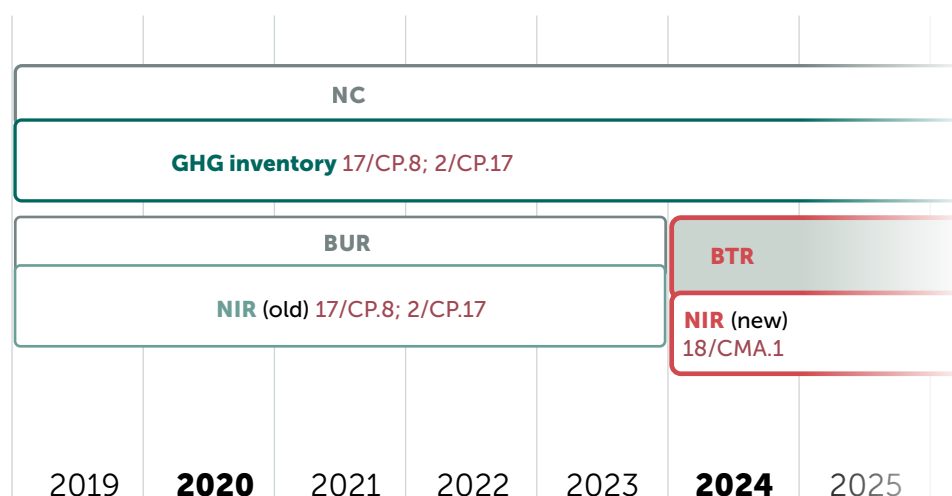 NC
GHG inventory 17/CP.8; 2/CP.17
BUR
BTR
NIR (old) 17/CP.8; 2/CP.17
NIR (new)
18/CMA.1
2019 2020 2021 2022 2023 2024 2025